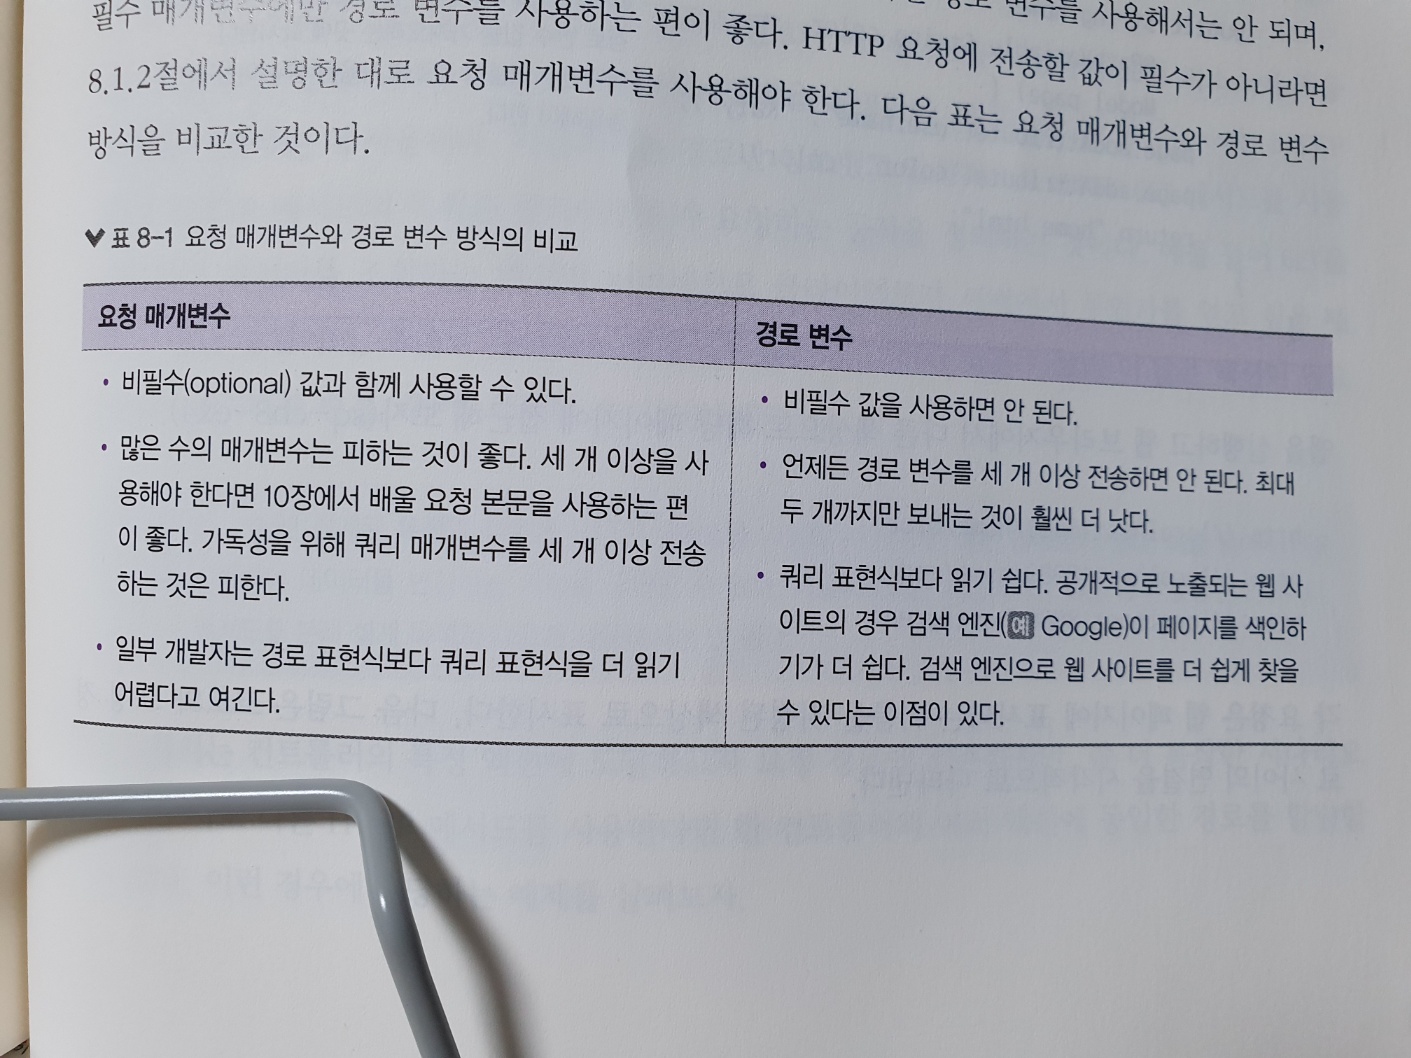 변수를 사용해서는 안 되며,
필수 매개변수에만 경로 변수를 사용하는 편이 좋다. HTTP 요청에 전송할 값이 필수가 아니라면
8.1.2절에서 설명한 대로 요청 매개변수를 사용해야 한다. 다음 표는 요청 매개변수와 경로 변수
방식을 비교한 것이다.
표 8-1 요청 매개변수와 경로 변수 방식의 비교
요청 매개변수
• 비필수(optional) 값과 함께 사용할 수 있다.
• 많은 수의 매개변수는 피하는 것이 좋다. 세 개 이상을 사
용해야 한다면 10장에서 배울 요청 본문을 사용하는 편
이 좋다. 가독성을 위해 쿼리 매개변수를 세 개 이상 전송
하는 것은 피한다.
• 일부 개발자는 경로 표현식보다 쿼리 표현식을 더 읽기
어렵다고 여긴다.
경로 변수
• 비필수 값을 사용하면 안 된다.
• 언제든 경로 변수를 세 개 이상 전송하면 안 된다. 최대
두 개까지만 보내는 것이 훨씬 더 낫다.
• 쿼리 표현식보다 읽기 쉽다. 공개적으로 노출되는 웹 사
이트의 경우 검색 엔진(예 Google)이 페이지를 색인하
기가 더 쉽다. 검색 엔진으로 웹 사이트를 더 쉽게 찾을
수 있다는 이점이 있다.